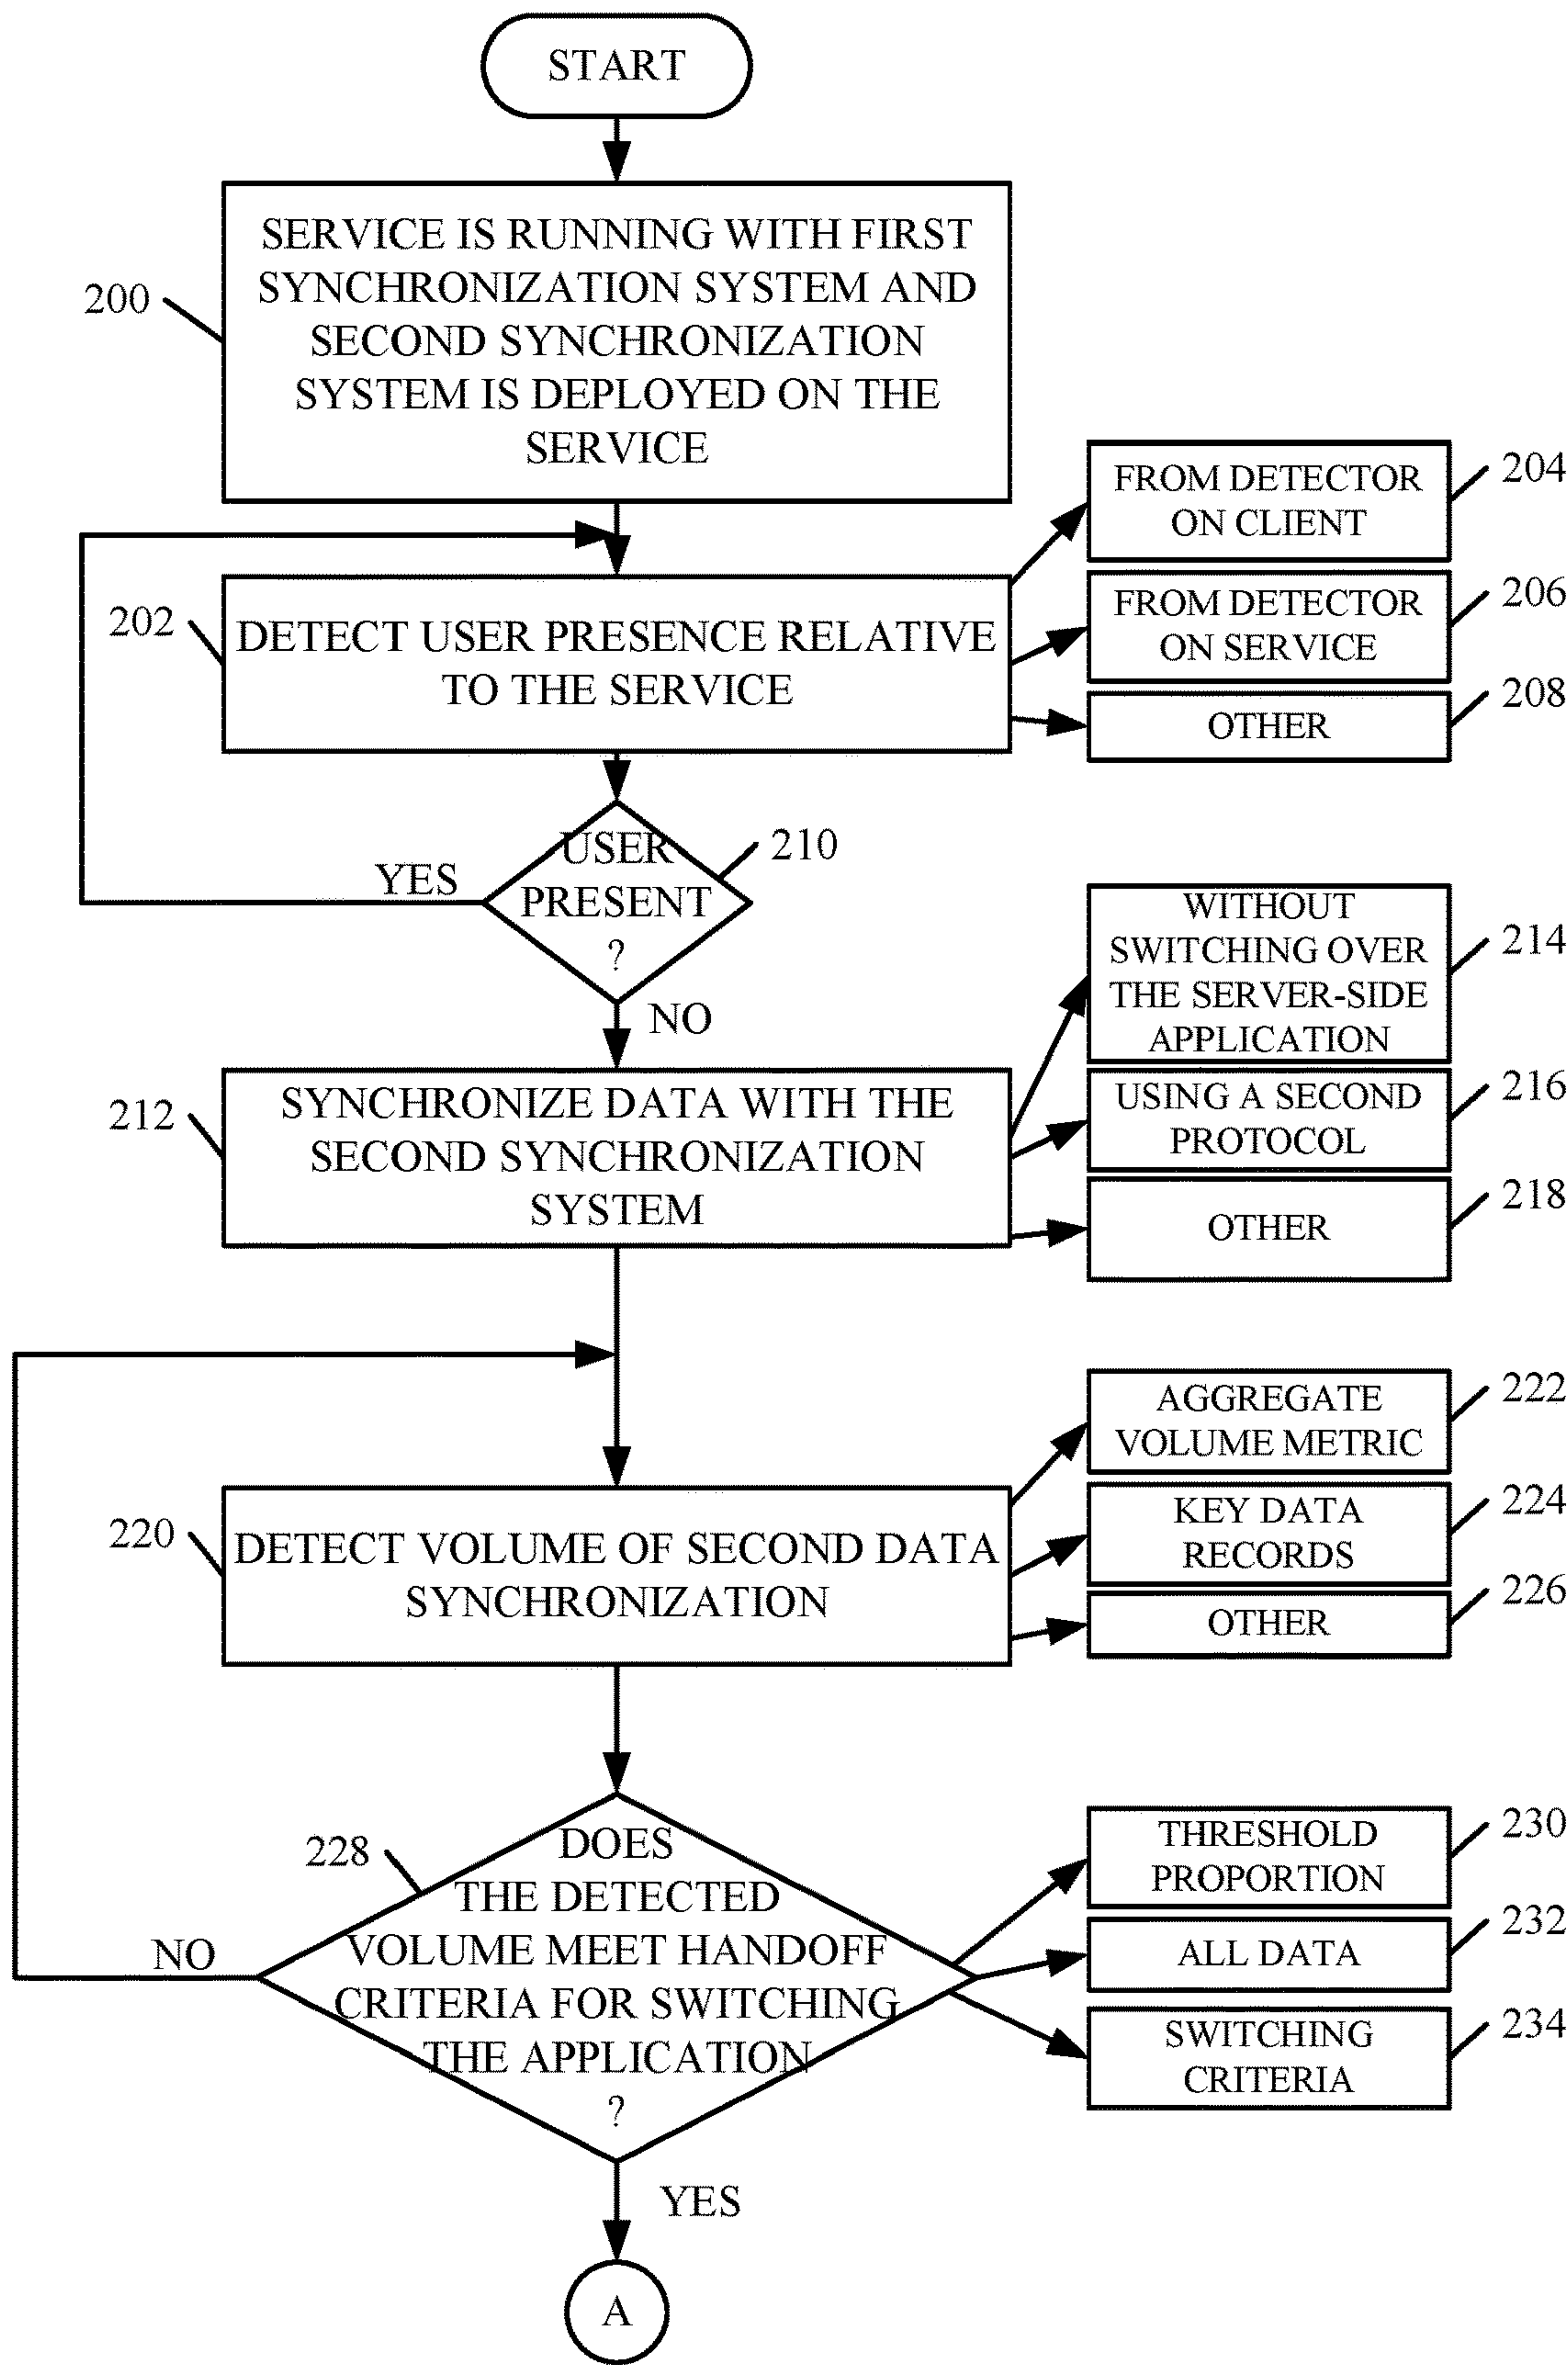 START
SERVICE IS RUNNING WITH FIRST
SYNCHRONIZATION SYSTEM AND
SECOND SYNCHRONIZATION
SYSTEM IS DEPLOYED ON THE
SERVICE
200
FROM DETECTOR
ON CLIENT
204
202
DETECT USER PRESENCE RELATIVE
TO THE SERVICE
FROM DETECTOR
ON SERVICE
206
OTHER
208
USER
PRESENT
?
210
YES
NO
WITHOUT
SWITCHING OVER
THE SERVER-SIDE
APPLICATION
214
212
SYNCHRONIZE DATA WITH THE
SECOND SYNCHRONIZATION
SYSTEM
USING A SECOND
PROTOCOL
216
OTHER
218
AGGREGATE
VOLUME METRIC
222
220
DETECT VOLUME OF SECOND DATA
SYNCHRONIZATION
KEY DATA
RECORDS
224
OTHER
226
228
DOES
THE DETECTED
VOLUME MEET HANDOFF
CRITERIA FOR SWITCHING
THE APPLICATION
?
NO
THRESHOLD
PROPORTION
230
ALL DATA
232
SWITCHING
CRITERIA
234
YES
A